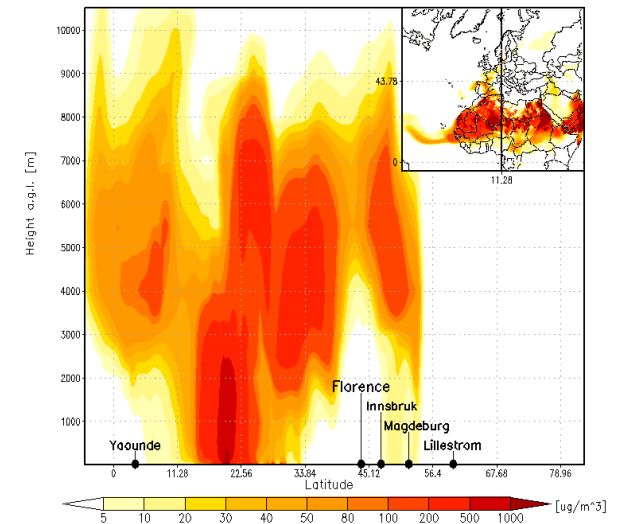 10000
9000
8000
7000
6000
5000
4000
3000
2000
1000
Height a.g.l. [m]
43.78
0
11.28
Florence
Innsbruk
Magdeburg
Yaounde
Lillestrom
0 11.28 22.56 33.84 45.12 56.4 67.68 78.96
Latitude
5 10 20 30 50 80 100 200 500 1000
[ug/m^3]